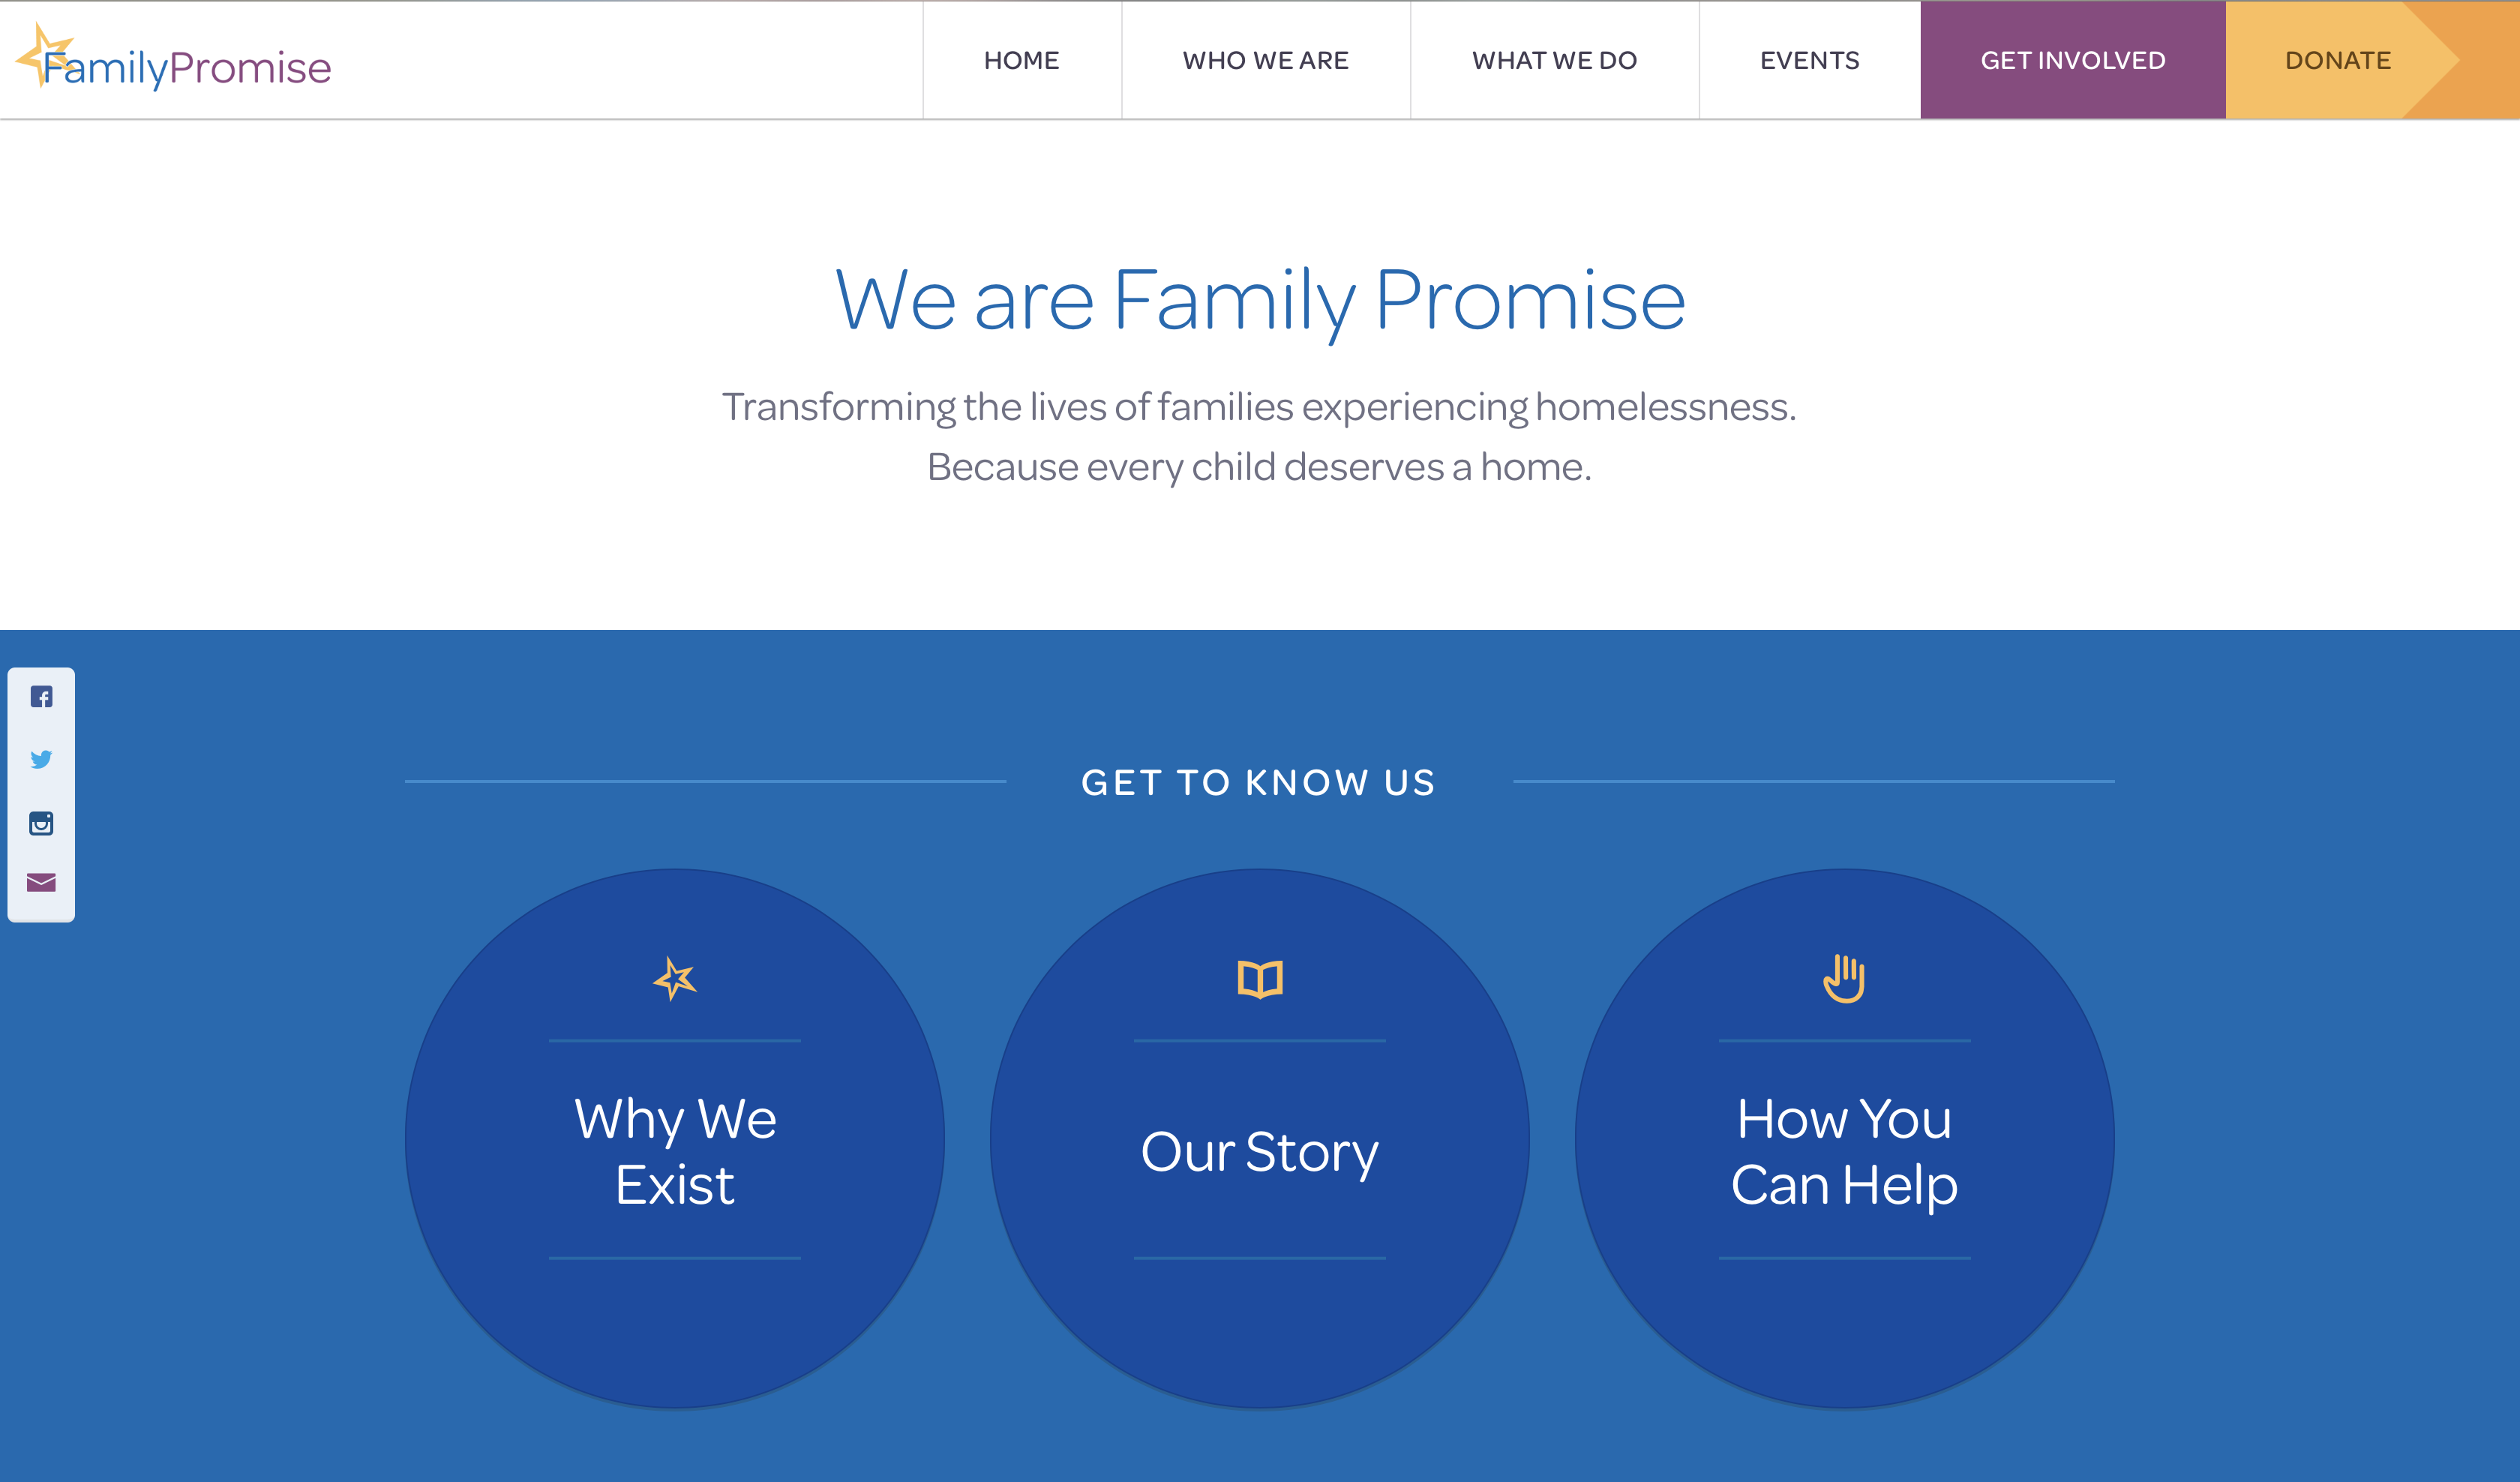 FamilyPromise
HOME
WHO WE ARE
WHAT WE DO
EVENTS
GET INVOLVED
DONATE
We are Family Promise
Transforming the lives of families experiencing homelessness.
Because every child deserves a home.
GET TO KNOW US
Why We
Exist
Our Story
How You
Can Help